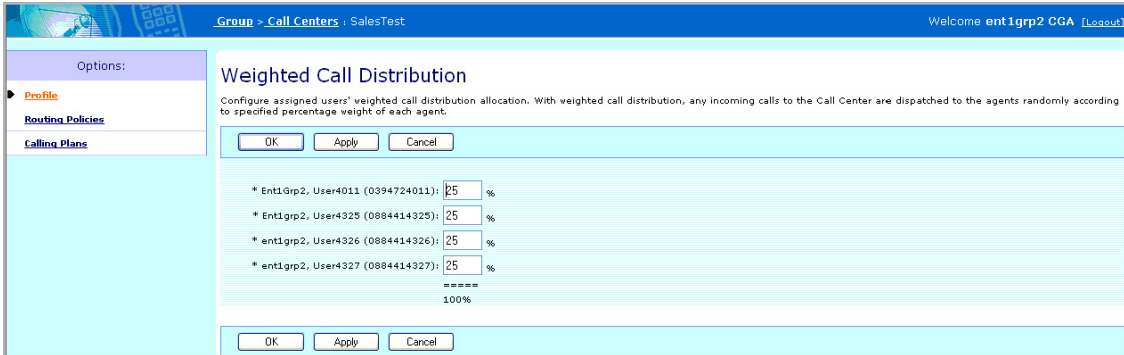 Group > Call Centers : SalesTest
Welcome ent1grp2 CGA [Logout]
Options:
Profile
Routing Policies
Calling Plans
Weighted Call Distribution
Configure assigned users' weighted call distribution allocation. With weighted call distribution, any incoming calls to the Call Center are dispatched to the agents randomly according
to specified percentage weight of each agent.
OK Apply Cancel
* Ent1Grp2, User4011 (0394724011): 25 %
* Ent1grp2, User4325 (0884414325): 25 %
* ent1grp2, User4326 (0884414326): 25 %
* ent1grp2, User4327 (0884414327): 25 %
=====
100%
OK Apply Cancel